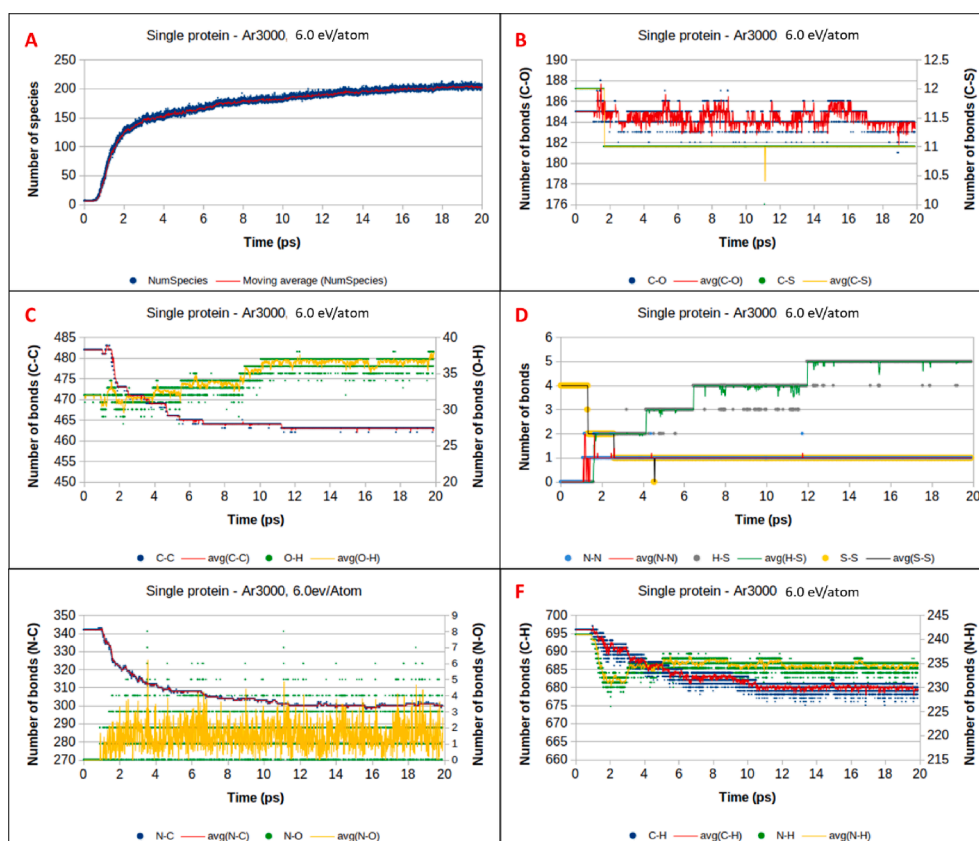 A
Single protein - Ar3000, 6.0 eV/atom
Number of species
250
200
150
100
50
0
0 2 4 6 8 10 12 14 16 18 20
Time (ps)
NumSpecies Moving average (NumSpecies)
B
Single protein - Ar3000 6.0 eV/atom
Number of bonds (C-O)
190
188
186
184
182
180
178
176
Number of bonds (C-S)
12
12
11
11
10
10
0 2 4 6 8 10 12 14 16 18 20
Time (ps)
C-O avg(C-O) C-S avg(C-S)
C
Single protein - Ar3000, 6.0 eV/atom
Number of bonds (C-C)
485
480
475
470
465
460
455
450
Number of bonds (O-H)
40
38
35
33
30
28
25
23
20
0 2 4 6 8 10 12 14 16 18 20
Time (ps)
C-C avg(C-C) O-H avg(O-H)
D
Single protein - Ar3000 6.0 eV/atom
Number of bonds
6
5
4
3
2
1
0
0 2 4 6 8 10 12 14 16 18 20
Time (ps)
N-N avg(N-N) H-S avg(H-S) S-S avg(S-S)
Single protein - Ar3000, 6.0ev/Atom
Number of bonds (N-C)
350
340
330
320
310
300
290
280
270
Number of bonds (N-O)
9
8
7
6
5
4
3
2
1
0
0 2 4 6 8 10 12 14 16 18 20
Time (ps)
N-C avg(N-C) N-O avg(N-O)
F
Single protein - Ar3000 6.0 eV/atom
Number of bonds (C-H)
700
695
690
685
680
675
670
665
660
Number of bonds (N-H)
245
242
240
237
235
233
230
228
225
223
220
218
215
0 2 4 6 8 10 12 14 16 18 20
Time (ps)
C-H avg(C-H) N-H avg(N-H)